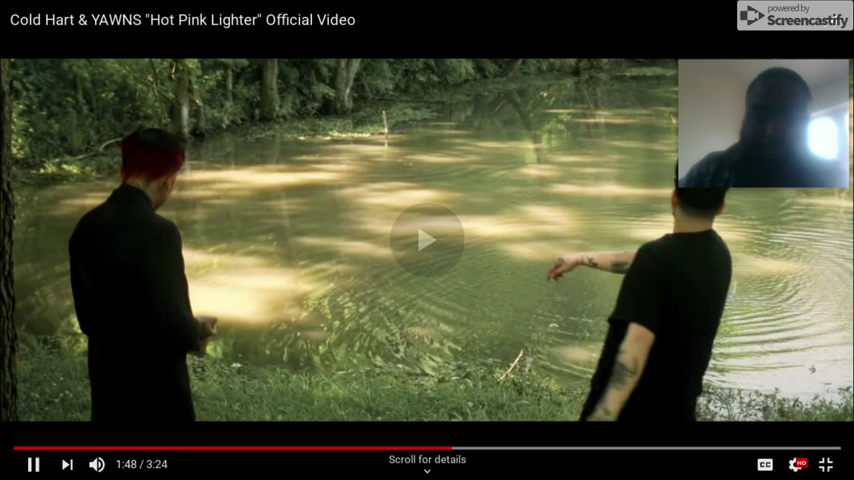 Cold Hart & YAWNS "Hot Pink Lighter" Official Video
powered by
Screencastify
1:48 / 3:24
Scroll for details
CC
HD